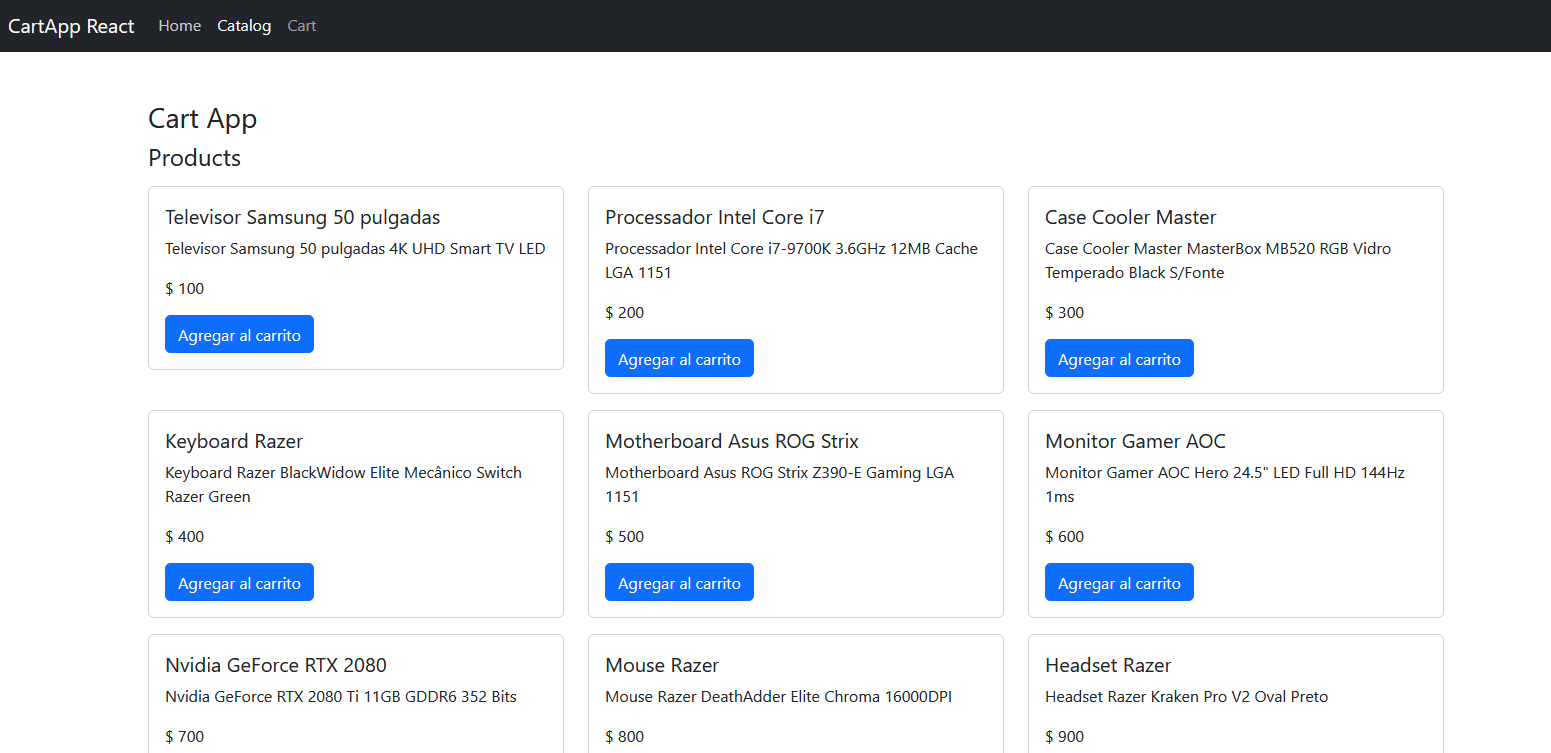 CartApp React Home Catalog Cart
Cart App
Products
Televisor Samsung 50 pulgadas
Televisor Samsung 50 pulgadas 4K UHD Smart TV LED
$ 100
Agregar al carrito
Processador Intel Core i7
Processador Intel Core i7-9700K 3.6GHz 12MB Cache
LGA 1151
$ 200
Agregar al carrito
Case Cooler Master
Case Cooler Master MasterBox MB520 RGB Vidro
Temperado Black S/Fonte
$ 300
Agregar al carrito
Keyboard Razer
Keyboard Razer BlackWidow Elite Mecânico Switch
Razer Green
$ 400
Agregar al carrito
Motherboard Asus ROG Strix
Motherboard Asus ROG Strix Z390-E Gaming LGA
1151
$ 500
Agregar al carrito
Monitor Gamer AOC
Monitor Gamer AOC Hero 24.5" LED Full HD 144Hz
1ms
$ 600
Agregar al carrito
Nvidia GeForce RTX 2080
Nvidia GeForce RTX 2080 Ti 11GB GDDR6 352 Bits
$ 700
Mouse Razer
Mouse Razer DeathAdder Elite Chroma 16000DPI
$ 800
Headset Razer
Headset Razer Kraken Pro V2 Oval Preto
$ 900